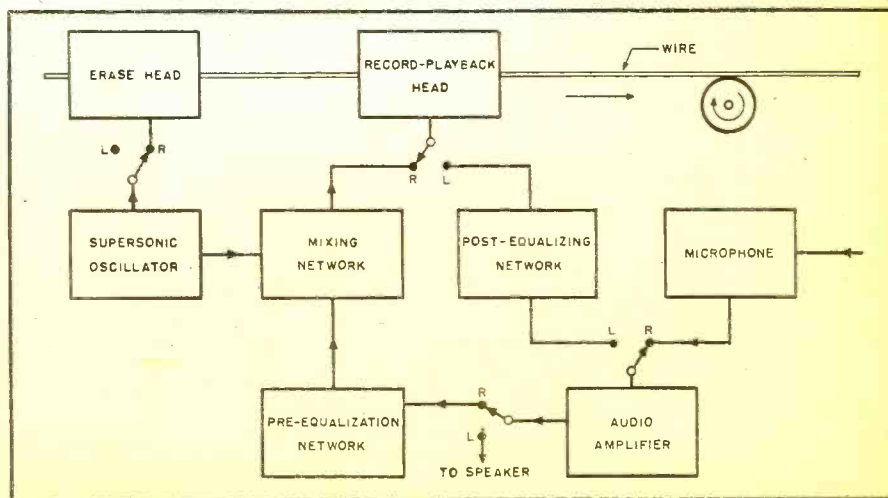 ERASE HEAD
RECORD-PLAYBACK
HEAD
WIRE
L
R
R
L
SUPERSONIC
OSCILLATOR
MIXING
NETWORK
POST-EQUALIZING
NETWORK
MICROPHONE
L
R
PRE-EQUALIZATION
NETWORK
R
L
TO SPEAKER
AUDIO
AMPLIFIER